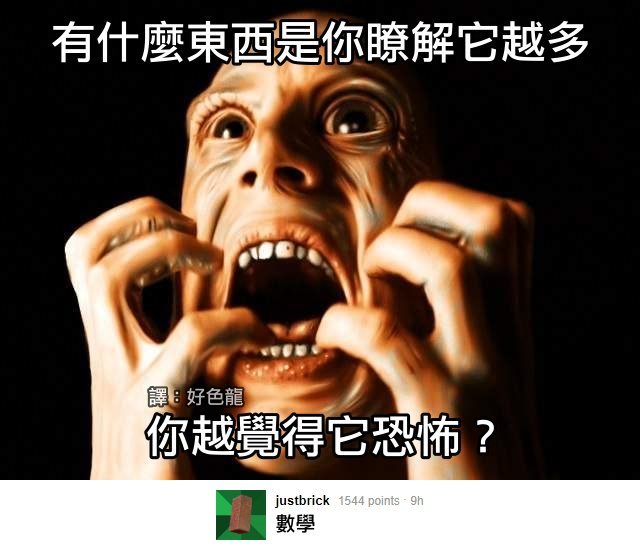 有什麼東西是你瞭解它越多
譯：好色龍
你越覺得它恐怖？
justbrick 1544 points · 9h
數學